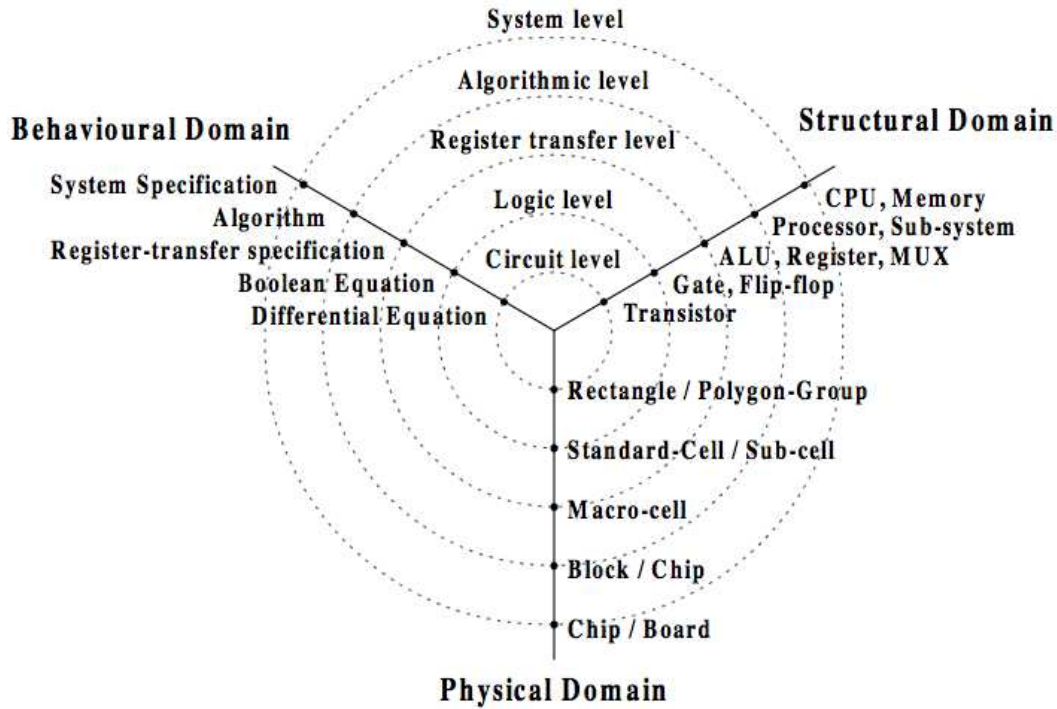 System level
Algorithmic level
Behavioural Domain
Structural Domain
Register transfer level
System Specification
CPU, Memory
Logic level
Algorithm
Processor, Sub-system
Register-transfer specification
ALU, Register, MUX
Circuit level
Boolean Equation
Gate, Flip-flop
Differential Equation
Transistor
Rectangle / Polygon-Group
Standard-Cell / Sub-cell
Macro-cell
Block / Chip
Chip / Board
Physical Domain